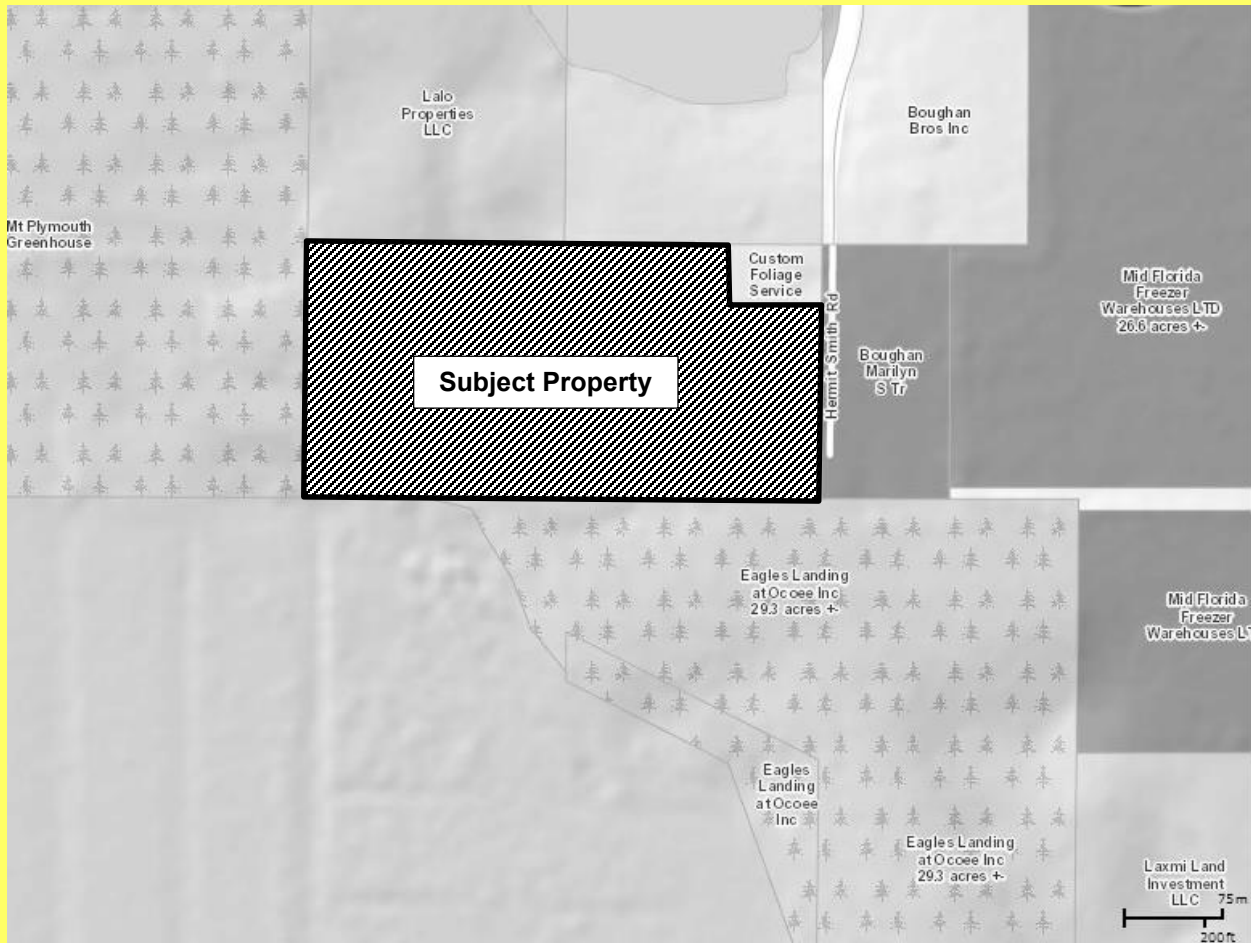 Lalo
Properties
LLC
Boughan
Bros Inc
Mt Plymouth
Greenhouse
Custom
Foliage
Service
Mid Florida
Freezer
Warehouses LTD
26.6 acres +-
Hermit Smith Rd
Boughan
Marilyn
S Tr
Subject Property
Eagles Landing
at Ocoee Inc
29.3 acres +-
Mid Florida
Freezer
Warehouses LT
Eagles
Landing
at Ocoee
Inc
Eagles Landing
at Ocoee Inc
29.3 acres +-
Laxmi Land
Investment
LLC
75m
200ft